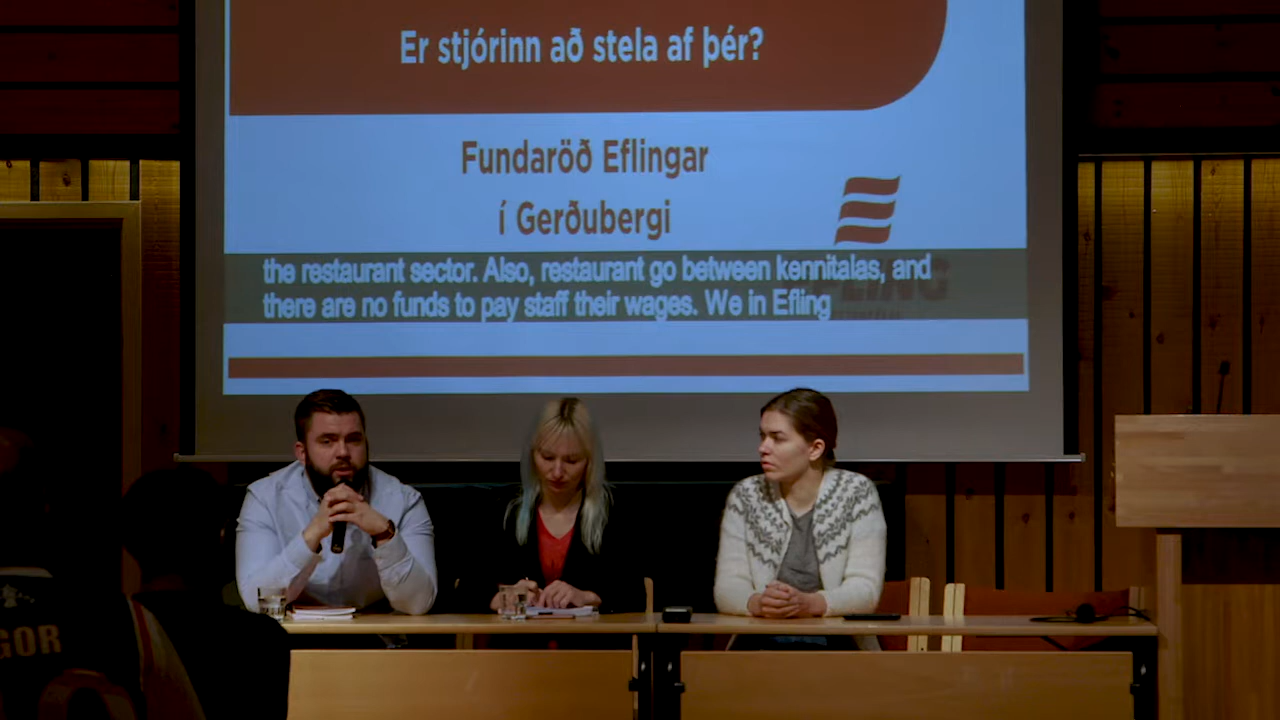 Er stjórinn að stela af þér?
Fundaröð Eflingar
í Gerðubergi
the restaurant sector. Also, restaurant go between kennitalas, and
there are no funds to pay staff their wages. We in Efling
GOR